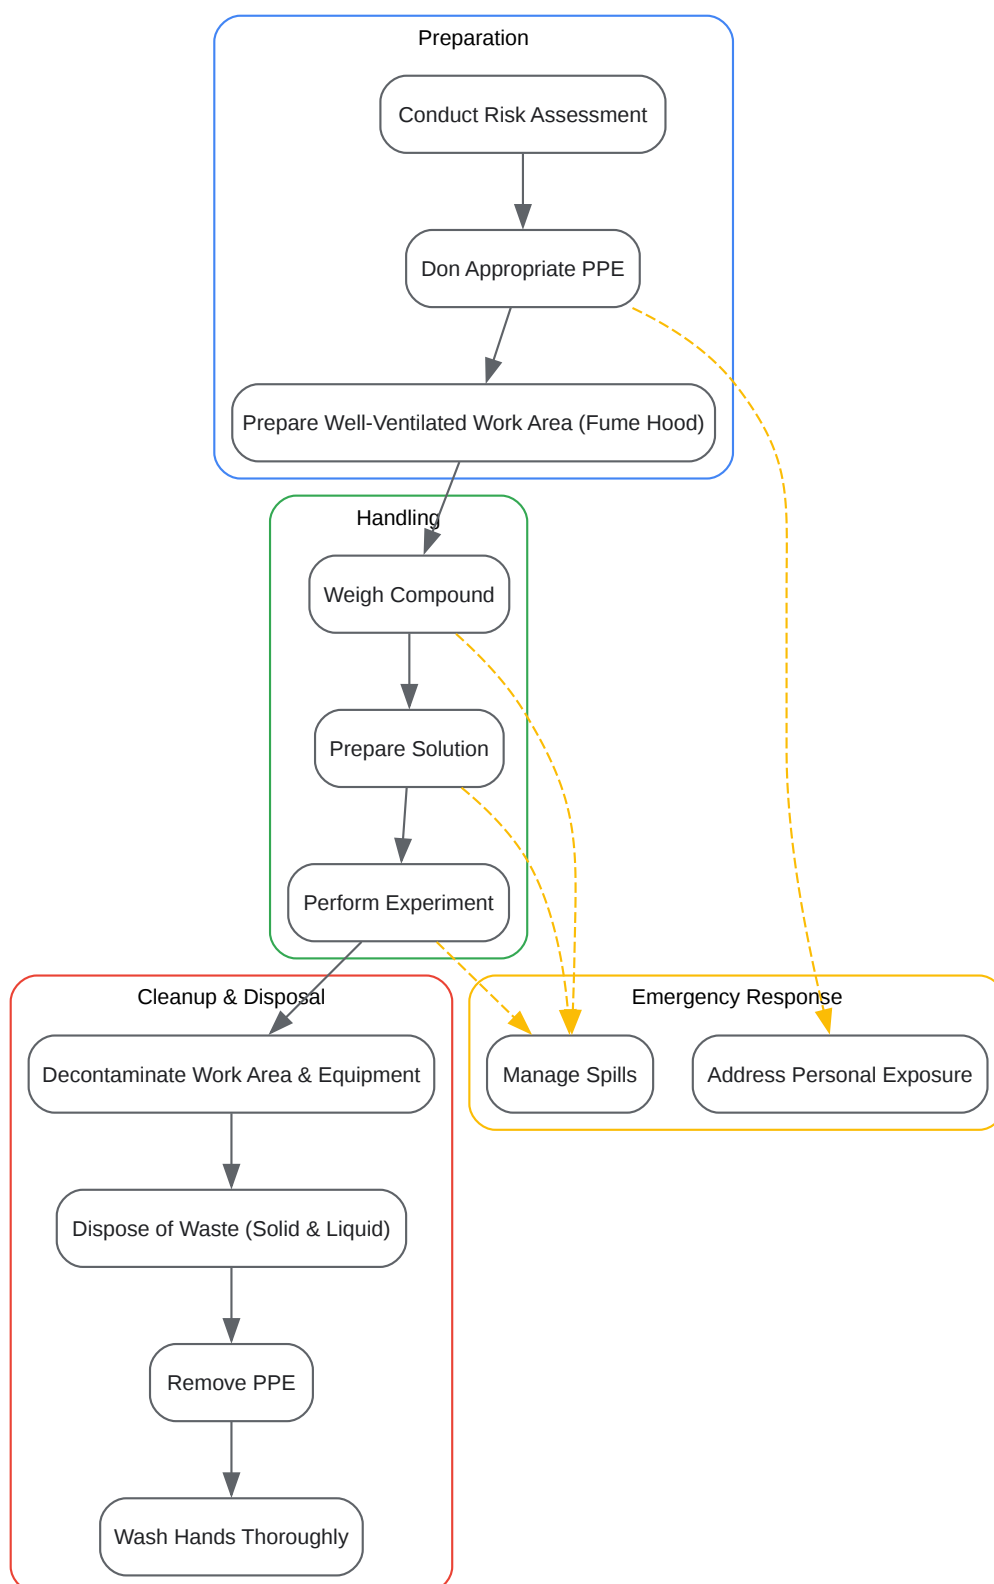 Preparation
Conduct Risk Assessment
Don Appropriate PPE
Prepare Well-Ventilated Work Area (Fume Hood)
Handling
Weigh Compound
Prepare Solution
Perform Experiment
Cleanup & Disposal
Decontaminate Work Area & Equipment
Dispose of Waste (Solid & Liquid)
Remove PPE
Wash Hands Thoroughly
Emergency Response
Manage Spills
Address Personal Exposure